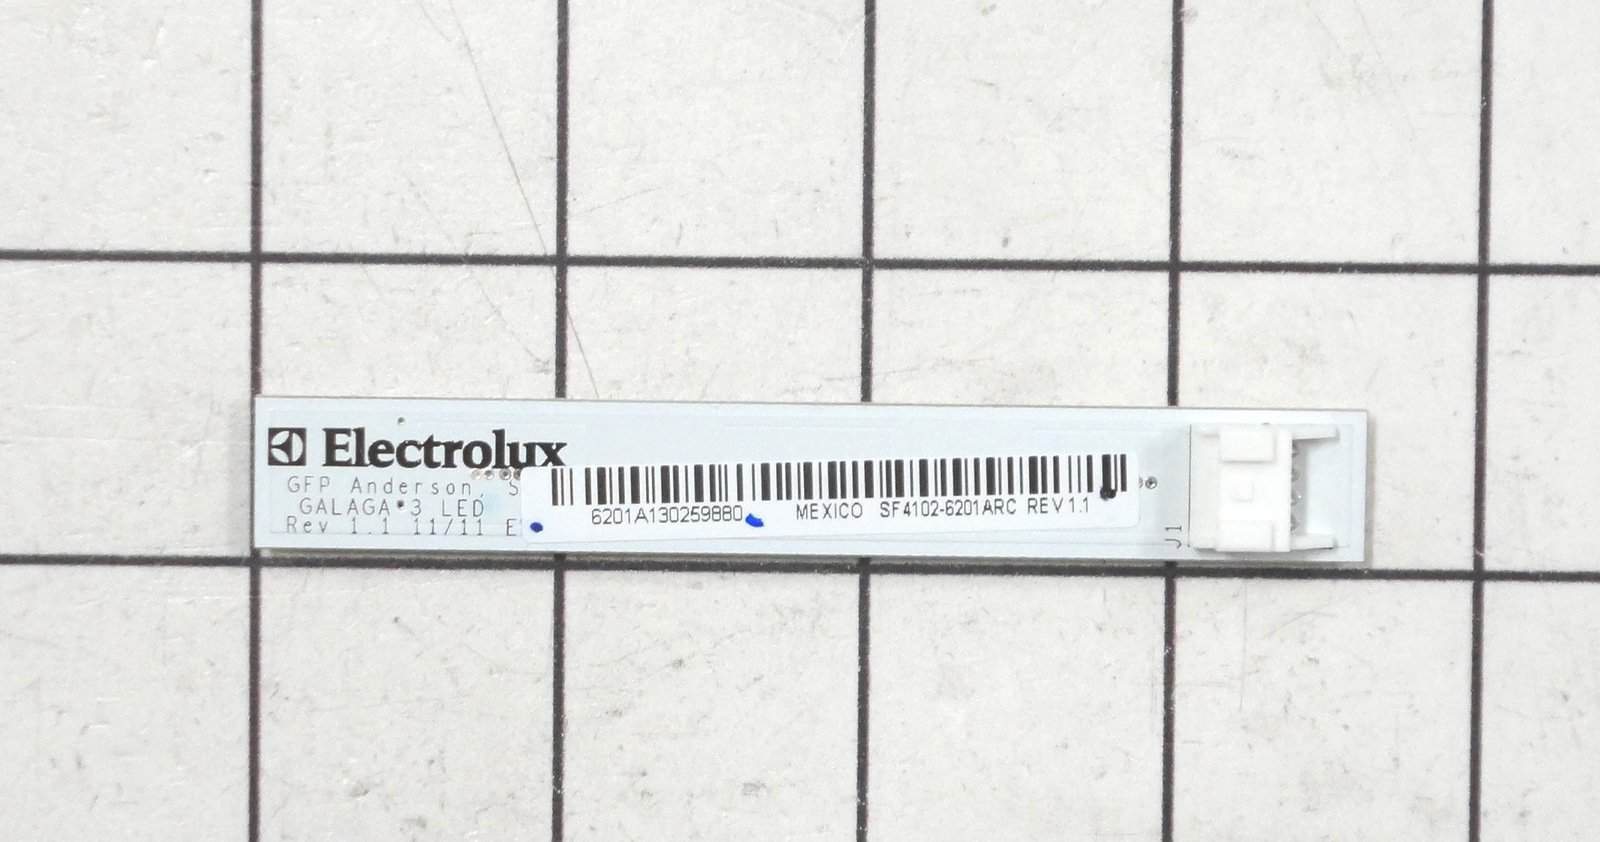 Electrolux
GFP Anderson, S
GALAGA 3 LED
Rev 1.1 11/11 E
6201A130259880 MEXICO SF4102-6201ARC REV 1.1
J1